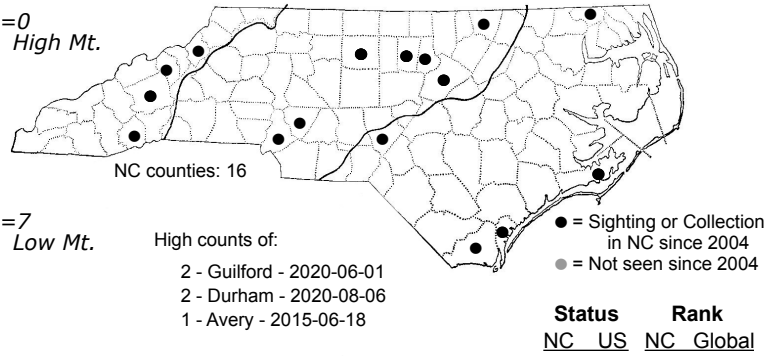 =0
High Mt.
NC counties: 16
=7
Low Mt.
High counts of:
2 - Guilford - 2020-06-01
2 - Durham - 2020-08-06
1 - Avery - 2015-06-18
= Sighting or Collection
in NC since 2004
= Not seen since 2004
Status Rank
NC US NC Global